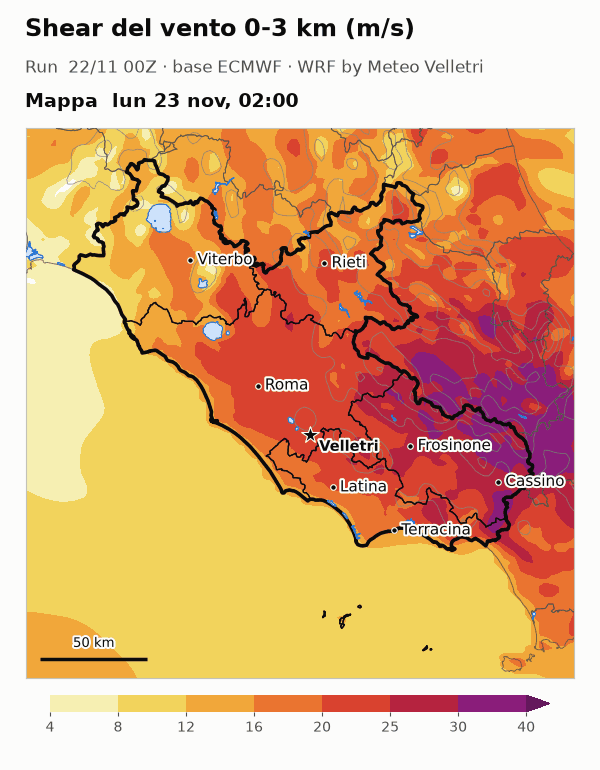 Shear del vento 0-3 km (m/s)
Run  22/11 00Z · base ECMWF · WRF by Meteo Velletri
Mappa  lun 23 nov, 02:00
Viterbo
Rieti
Roma
Velletri
Frosinone
Cassino
Latina
Terracina
50 km
4 8 12 16 20 25 30 40